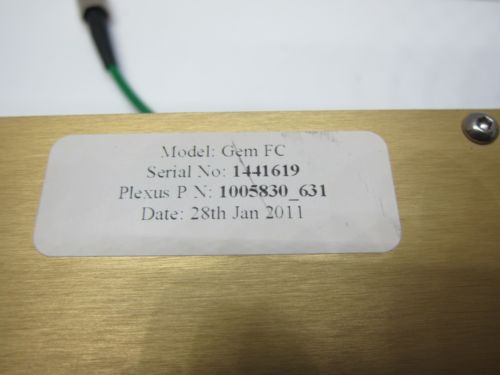 Model: Gem FC
Serial No: 1441619
Plexus P N: 1005830_631
Date: 28th Jan 2011